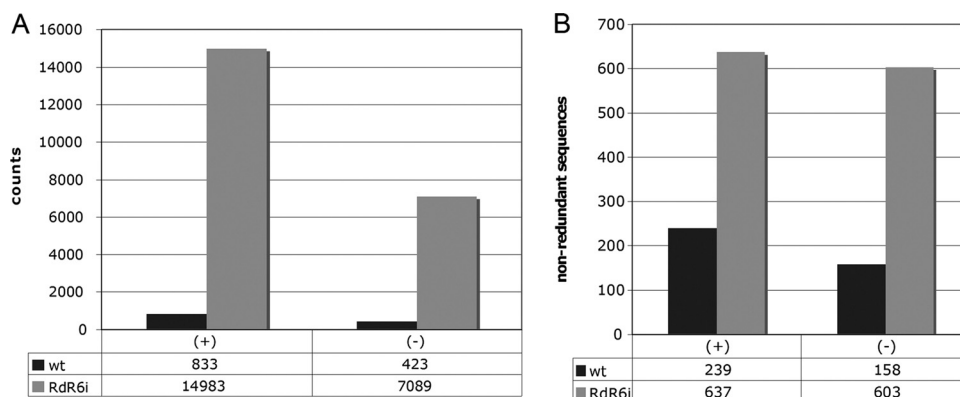 A
16000
14000
12000
10000
8000
6000
4000
2000
0
counts
(+) (-)
wt 833 423
RdR6i 14983 7089
B
700
600
500
400
300
200
100
0
non-redundant sequences
(+) (-)
wt 239 158
RdR6i 637 603